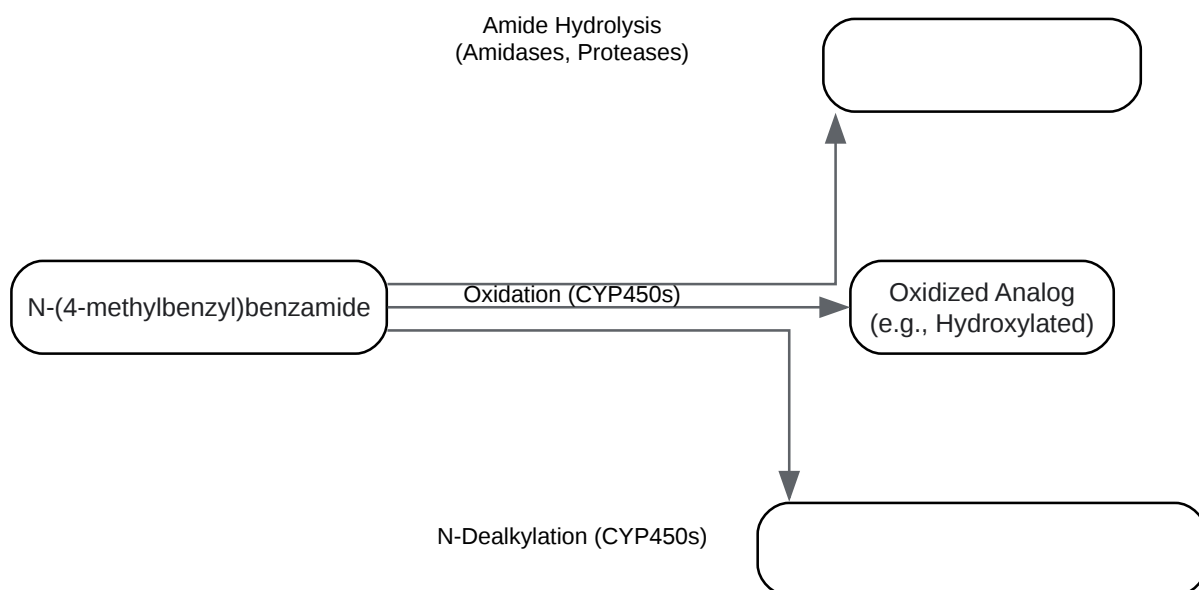 Amide Hydrolysis
(Amidases, Proteases)
N-(4-methylbenzyl)benzamide
Oxidation (CYP450s)
Oxidized Analog
(e.g., Hydroxylated)
N-Dealkylation (CYP450s)